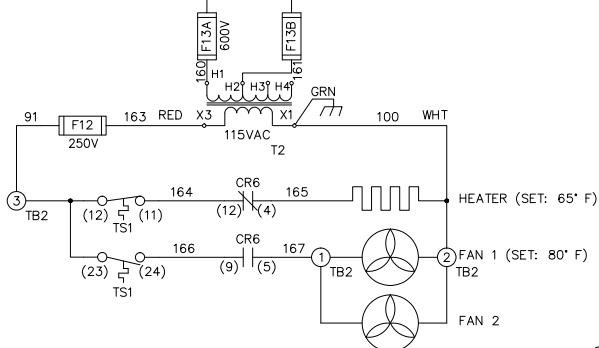 F13A
600V
F13B
160
161
H1
H2 H3 H4
GRN
91
F12
250V
163
RED
X3
X1
115VAC
T2
100
WHT
3
TB2
(12)
(11)
TS1
164
CR6
(12)
(4)
165
HEATER (SET: 65° F)
(23)
(24)
TS1
166
CR6
(9)
(5)
167
1
TB2
2
TB2
FAN 1 (SET: 80° F)
FAN 2